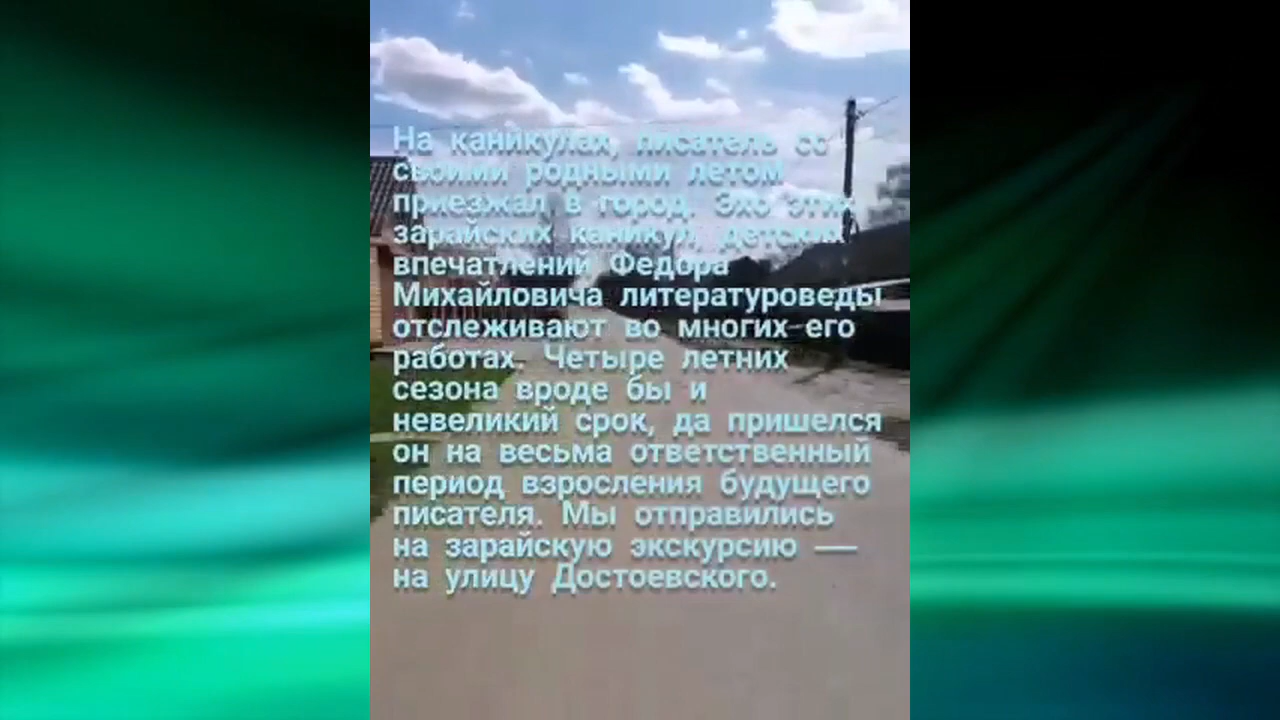 На каникулах, писатель со
своими родными летом
приезжал в город. Эхо этих
зарайских каникул, детских
впечатлений Федора
Михайловича литературоведы
отслеживают во многих его
работах. Четыре летних
сезона вроде бы и
невеликий срок, да пришелся
он на весьма ответственный
период взросления будущего
писателя. Мы отправились
на зарайскую экскурсию —
на улицу Достоевского.